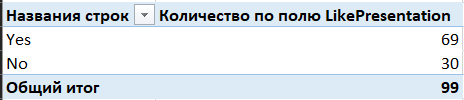 Названия строк Количество по полю LikePresentation
Yes 69
No 30
Общий итог 99